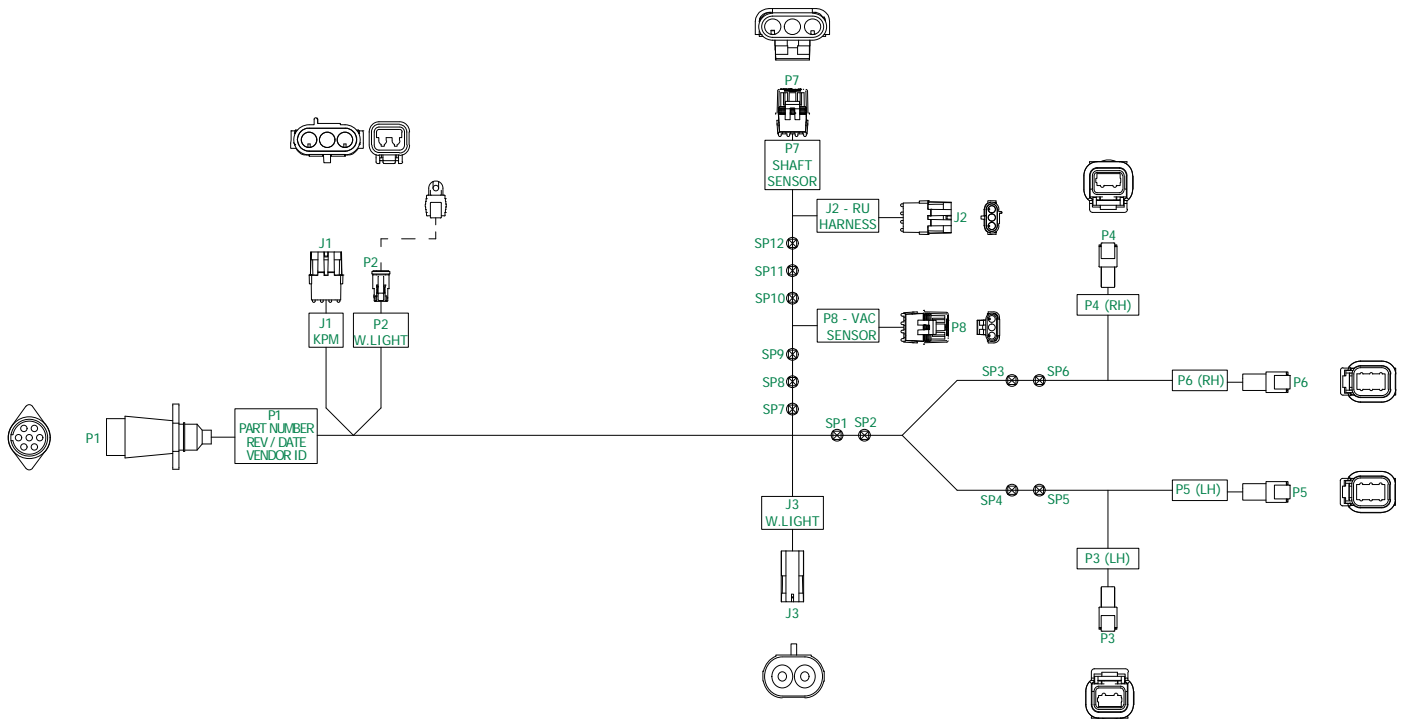 P7
P7
SHAFT
SENSOR
J2 - RU
HARNESS
J2
SP12
SP11
SP10
P8 - VAC
SENSOR
P8
SP9
SP8
SP7
J1
P2
J1
KPM
P2
W.LIGHT
P1
P1
PART NUMBER
REV / DATE
VENDOR ID
SP1
SP2
P4
P4 (RH)
SP3
SP6
P6 (RH)
P6
SP4
SP5
P5 (LH)
P5
J3
W.LIGHT
J3
P3 (LH)
P3